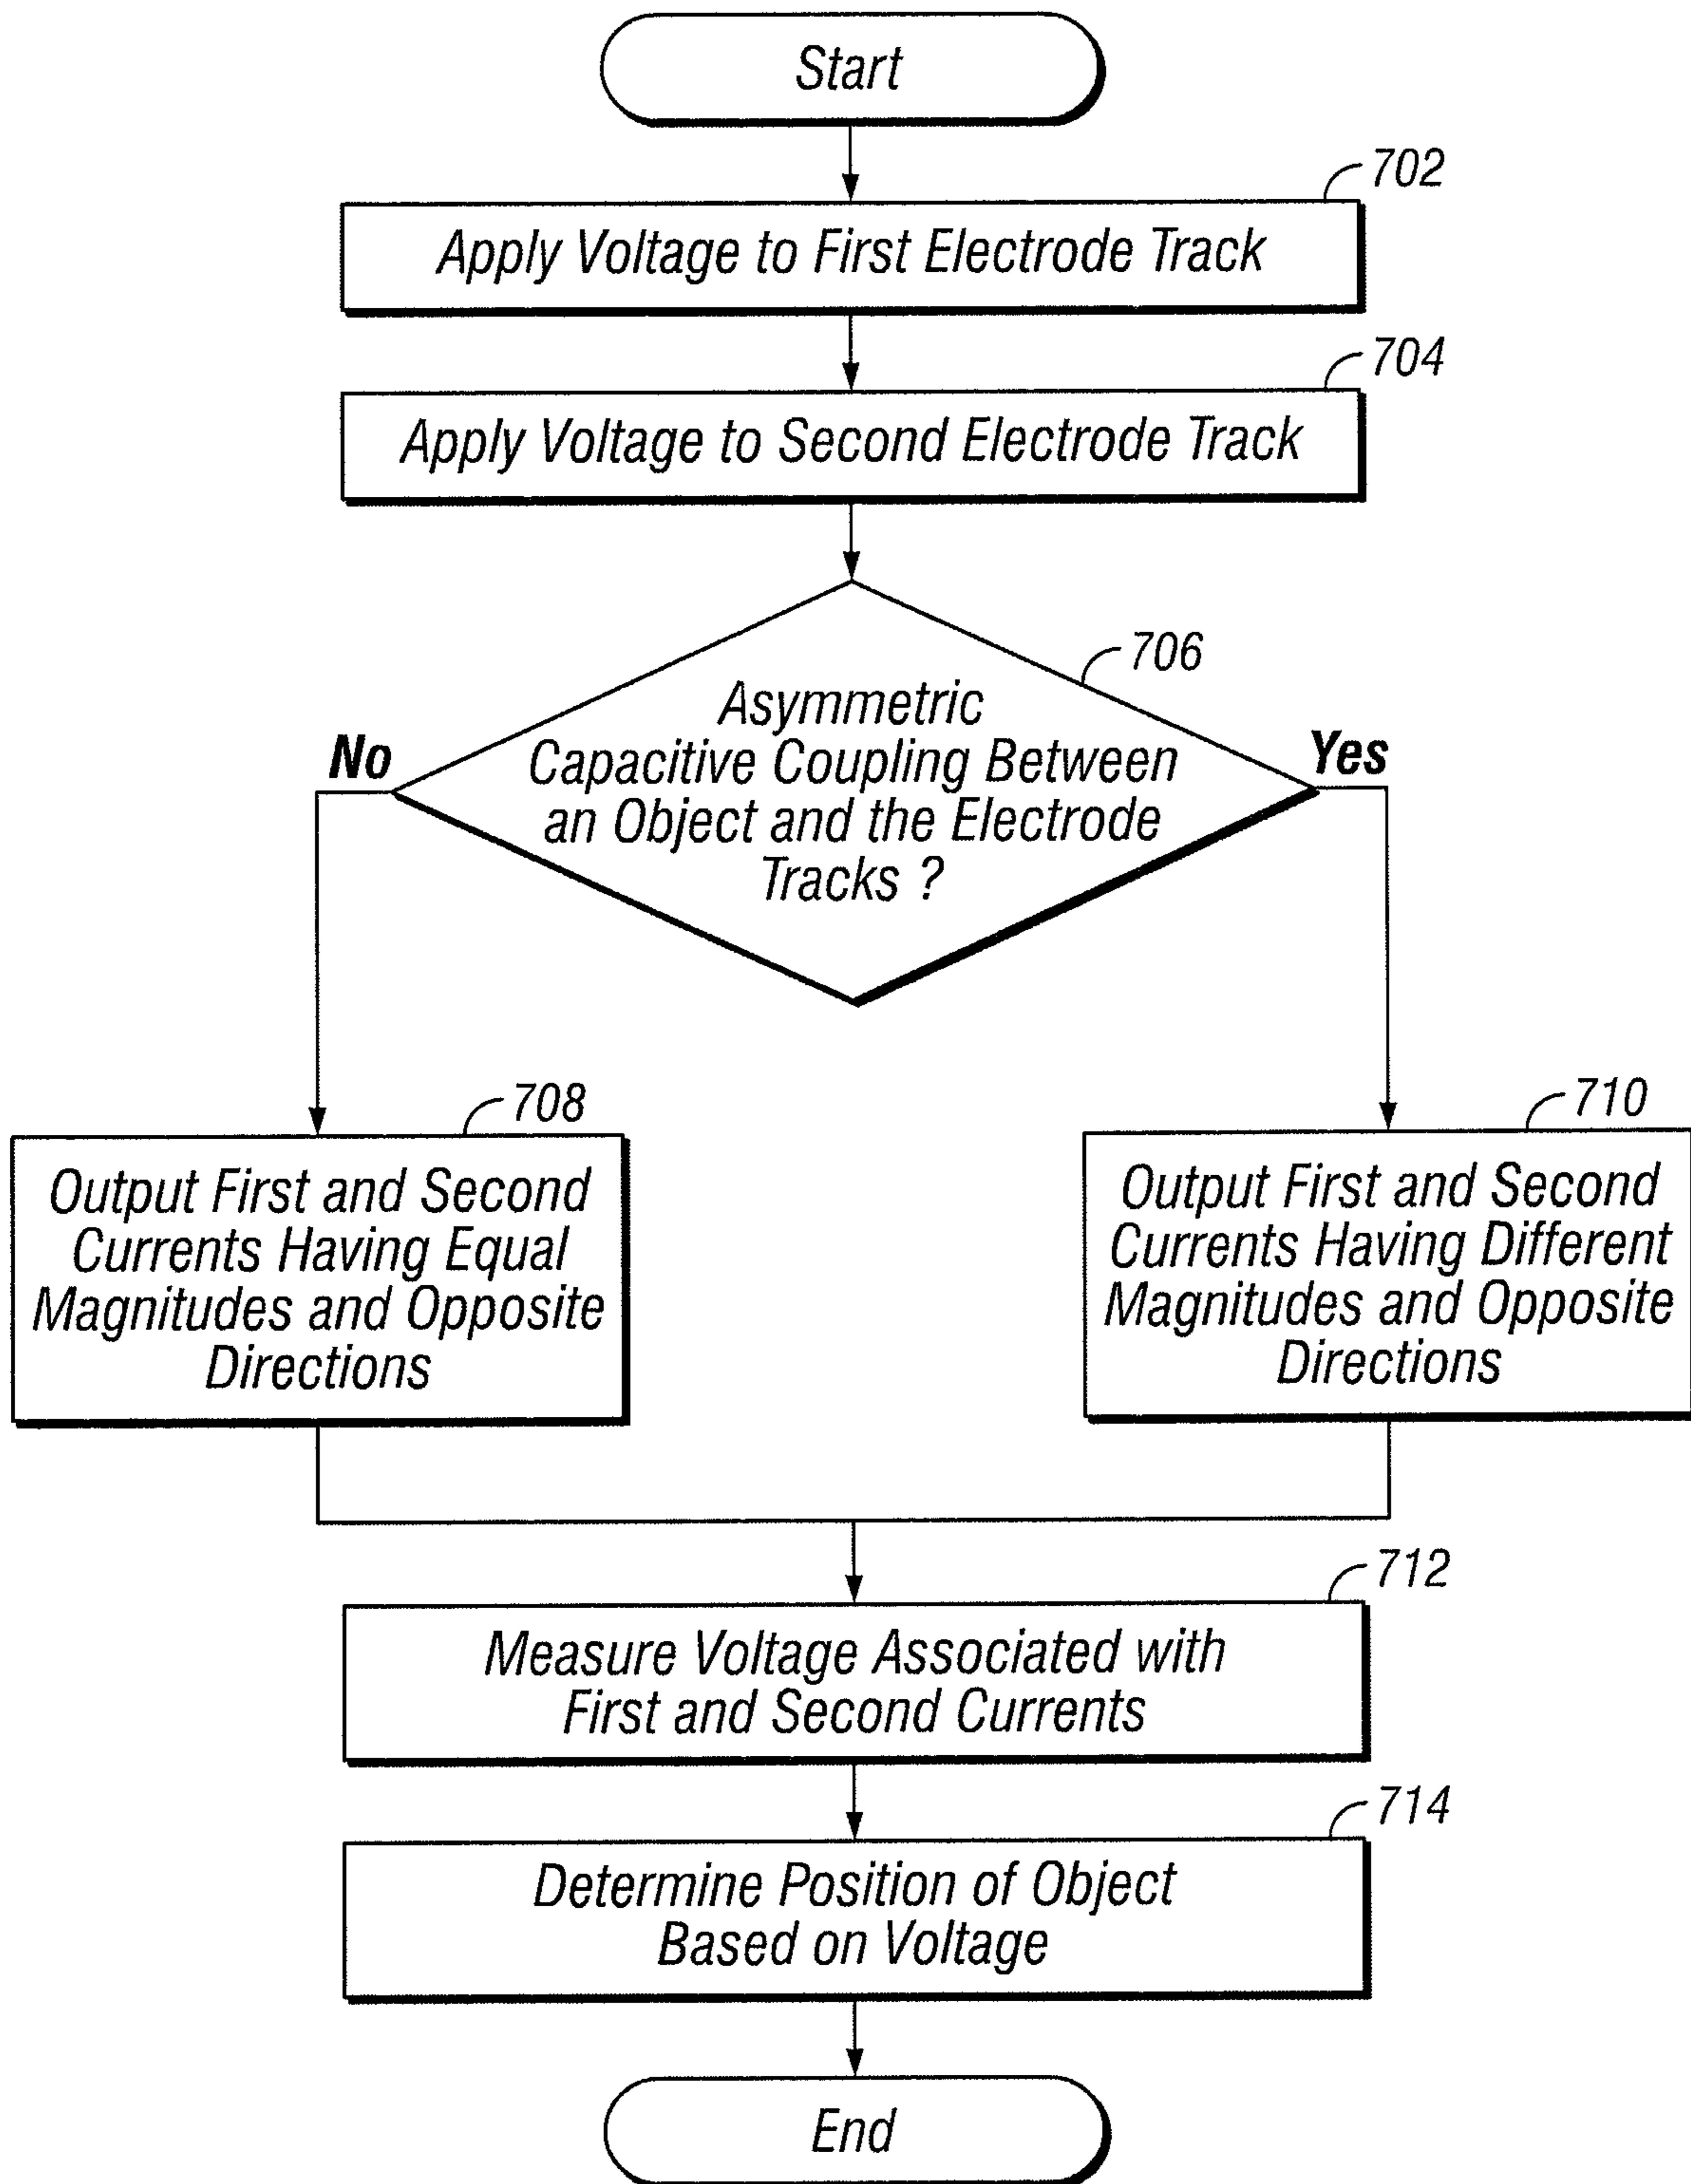 Start
702
Apply Voltage to First Electrode Track
704
Apply Voltage to Second Electrode Track
706
Asymmetric
Capacitive Coupling Between
an Object and the Electrode
Tracks ?
No
Yes
708
Output First and Second
Currents Having Equal
Magnitudes and Opposite
Directions
710
Output First and Second
Currents Having Different
Magnitudes and Opposite
Directions
712
Measure Voltage Associated with
First and Second Currents
714
Determine Position of Object
Based on Voltage
End